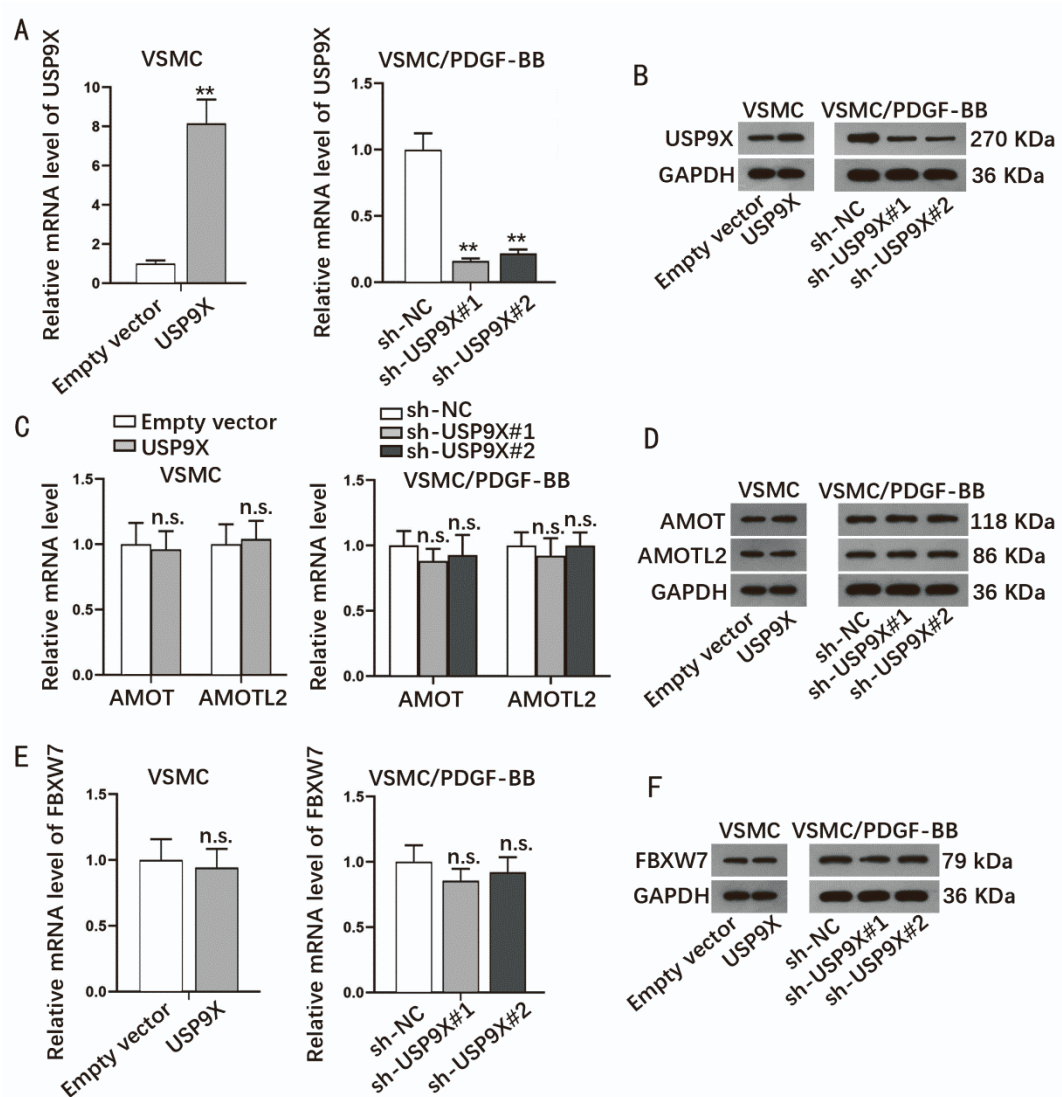 A
Relative mRNA level of USP9X
VSMC
10
8
6
4
2
0
**
Empty vector
USP9X
Relative mRNA level of USP9X
VSMC/PDGF-BB
1.5
1.0
0.5
0.0
**
**
sh-NC
sh-USP9X#1
sh-USP9X#2
B
VSMC VSMC/PDGF-BB
USP9X 270 KDa
GAPDH 36 KDa
Empty vector
USP9X
sh-NC
sh-USP9X#1
sh-USP9X#2
C
Empty vector
USP9X
Relative mRNA level
VSMC
1.5
1.0
0.5
0.0
n.s.
n.s.
AMOT AMOTL2
sh-NC
sh-USP9X#1
sh-USP9X#2
Relative mRNA level
VSMC/PDGF-BB
1.5
1.0
0.5
0.0
n.s.
n.s.
n.s.
n.s.
AMOT AMOTL2
D
VSMC VSMC/PDGF-BB
AMOT 118 KDa
AMOTL2 86 KDa
GAPDH 36 KDa
Empty vector
USP9X
sh-NC
sh-USP9X#1
sh-USP9X#2
E
Relative mRNA level of FBXW7
VSMC
1.5
1.0
0.5
0.0
n.s.
Empty vector
USP9X
Relative mRNA level of FBXW7
VSMC/PDGF-BB
1.5
1.0
0.5
0.0
n.s.
n.s.
sh-NC
sh-USP9X#1
sh-USP9X#2
F
VSMC VSMC/PDGF-BB
FBXW7 79 kDa
GAPDH 36 KDa
Empty vector
USP9X
sh-NC
sh-USP9X#1
sh-USP9X#2